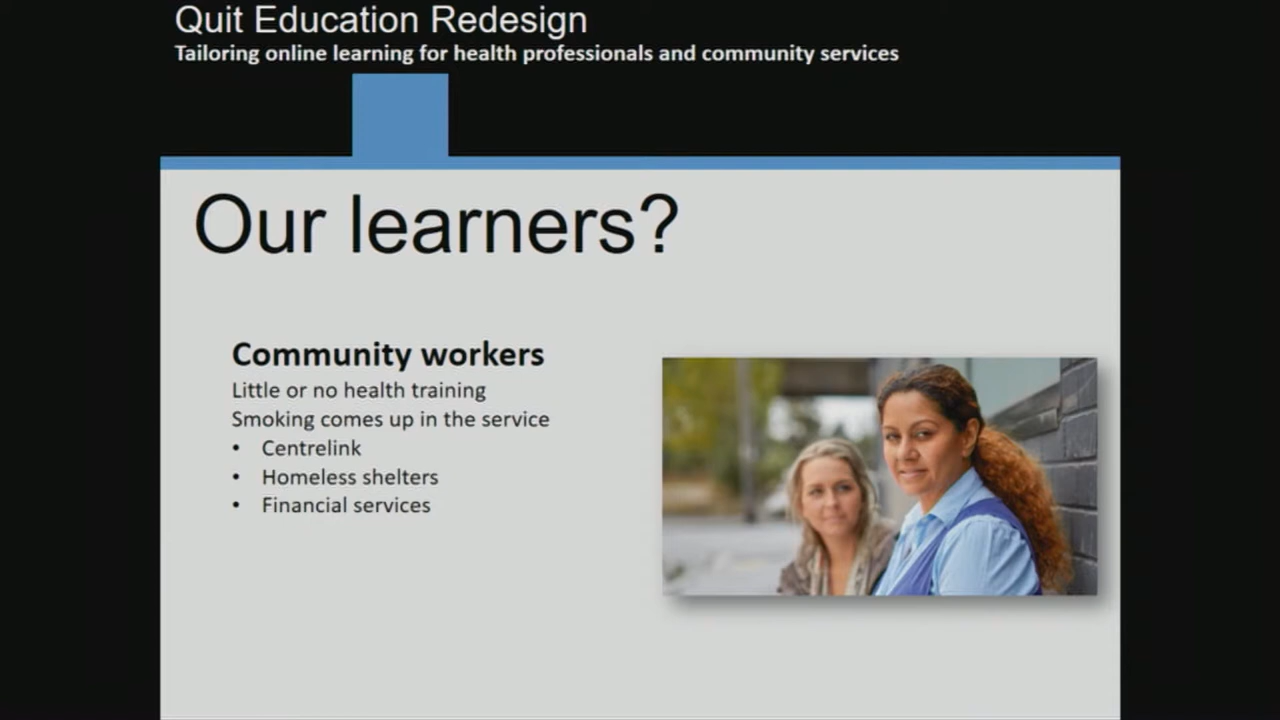 Quit Education Redesign
Tailoring online learning for health professionals and community services
Our learners?
Community workers
Little or no health training
Smoking comes up in the service
• Centrelink
• Homeless shelters
• Financial services